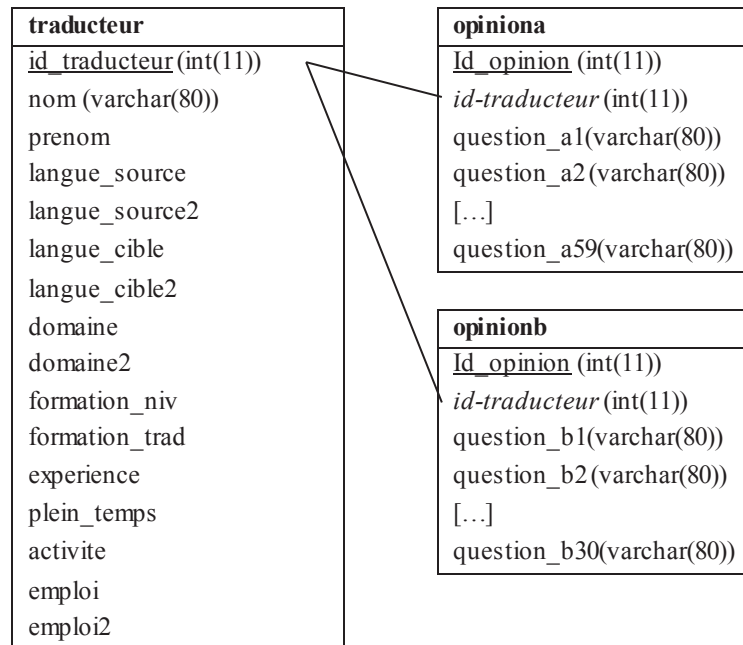 traducteur
id_traducteur (int(11))
nom (varchar(80))
prenom
langue_source
langue_source2
langue_cible
langue_cible2
domaine
domaine2
formation_niv
formation_trad
experience
plein_temps
activite
emploi
emploi2
opiniona
Id_opinion (int(11))
id-traducteur (int(11))
question_a1(varchar(80))
question_a2 (varchar(80))
[…]
question_a59(varchar(80))
opinionb
Id_opinion (int(11))
id-traducteur (int(11))
question_b1(varchar(80))
question_b2 (varchar(80))
[…]
question_b30(varchar(80))